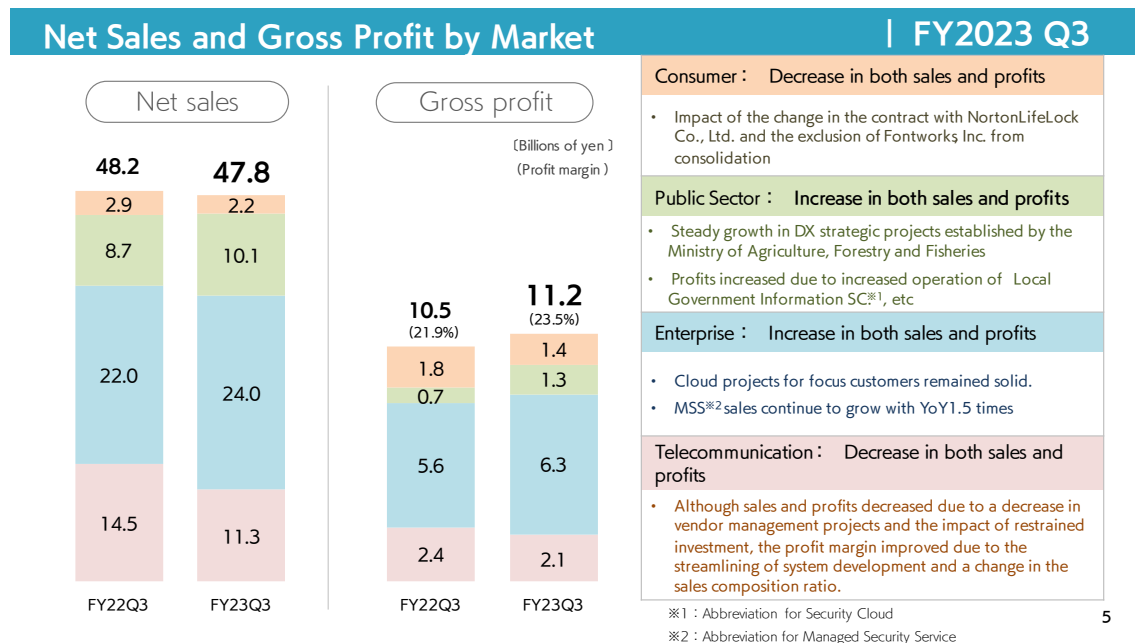 Net Sales and Gross Profit by Market
| FY2023 Q3
Net sales
Gross profit
〔Billions of yen〕
(Profit margin)
48.2
2.9
8.7
22.0
14.5
FY22Q3
47.8
2.2
10.1
24.0
11.3
FY23Q3
10.5
(21.9%)
1.8
0.7
5.6
2.4
FY22Q3
11.2
(23.5%)
1.4
1.3
6.3
2.1
FY23Q3
Consumer： Decrease in both sales and profits
• Impact of the change in the contract with NortonLifeLock
Co., Ltd. and the exclusion of Fontworks, Inc. from
consolidation
Public Sector： Increase in both sales and profits
• Steady growth in DX strategic projects established by the
Ministry of Agriculture, Forestry and Fisheries
• Profits increased due to increased operation of Local
Government Information SC※1, etc
Enterprise： Increase in both sales and profits
• Cloud projects for focus customers remained solid.
• MSS※2 sales continue to grow with YoY1.5 times
Telecommunication： Decrease in both sales and
profits
• Although sales and profits decreased due to a decrease in
vendor management projects and the impact of restrained
investment, the profit margin improved due to the
streamlining of system development and a change in the
sales composition ratio.
※1：Abbreviation for Security Cloud
※2：Abbreviation for Managed Security Service
5